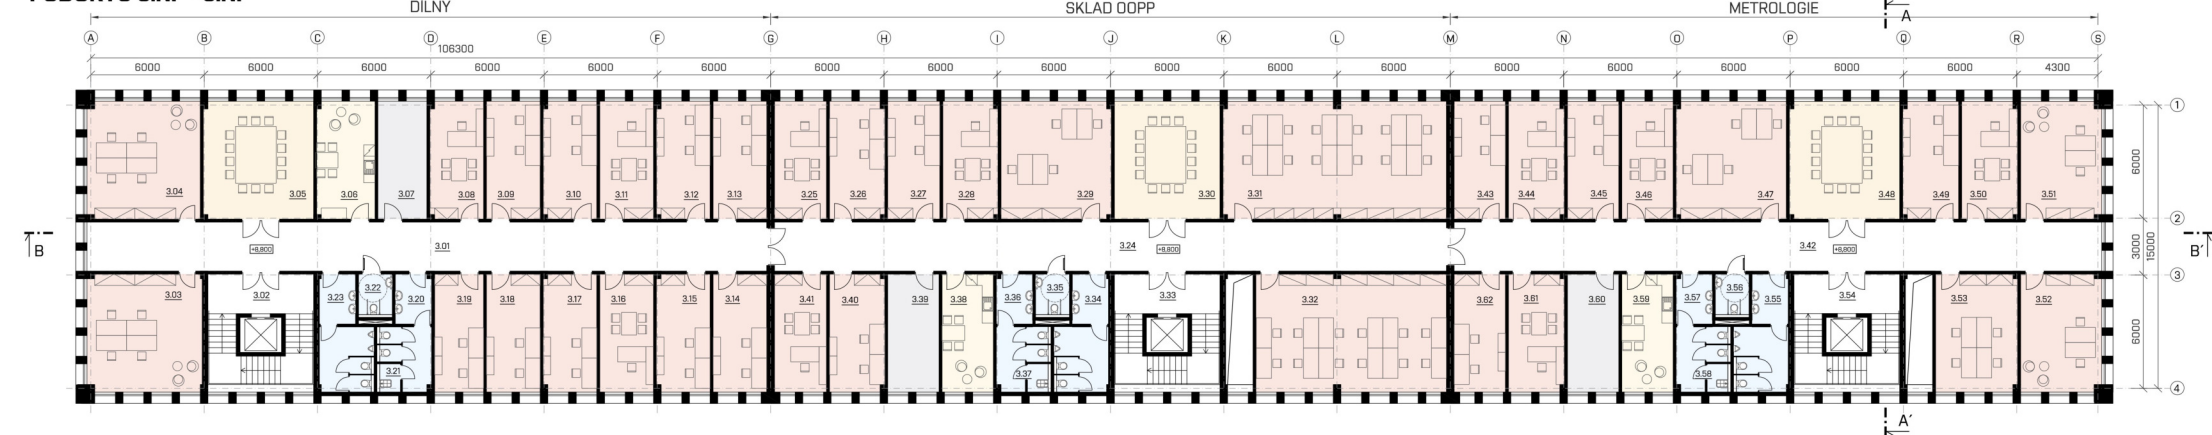 DÍLNY SKLAD OOPP METROLOGIE A
A B C D E F G H I J K L M N O P Q R S
106300
6000 6000 6000 6000 6000 6000 6000 6000 6000 6000 6000 6000 6000 6000 6000 6000 6000 4300
1
3.04 3.05 3.06 3.07 3.08 3.09 3.10 3.11 3.12 3.13 3.25 3.26 3.27 3.28 3.29 3.30 3.31 3.43 3.44 3.45 3.46 3.47 3.48 3.49 3.50 3.51
6000
2
B +8,800 3.01 3.24 +8,800 3.42 +8,800 3000 15000 B'
3
3.03 3.02 3.23 3.22 3.20 3.19 3.18 3.17 3.16 3.15 3.14 3.41 3.40 3.39 3.38 3.36 3.35 3.34 3.33 3.32 3.62 3.61 3.60 3.59 3.57 3.56 3.55 3.54 3.53 3.52
6000
3.21 3.37 3.58
4
A'